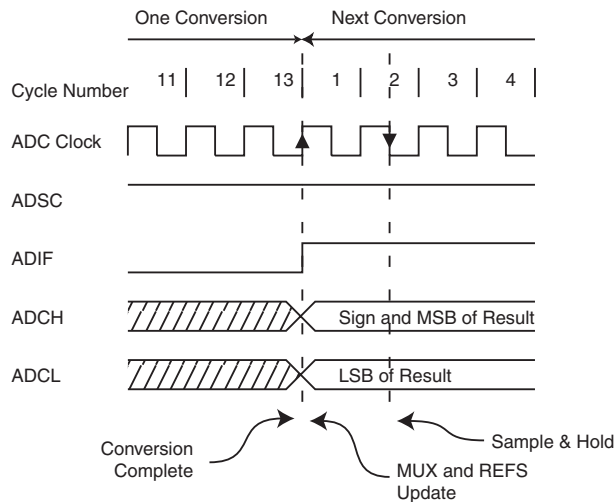 One Conversion Next Conversion
Cycle Number 11 12 13 1 2 3 4
ADC Clock
ADSC
ADIF
ADCH Sign and MSB of Result
ADCL LSB of Result
Conversion
Complete
MUX and REFS
Update
Sample & Hold